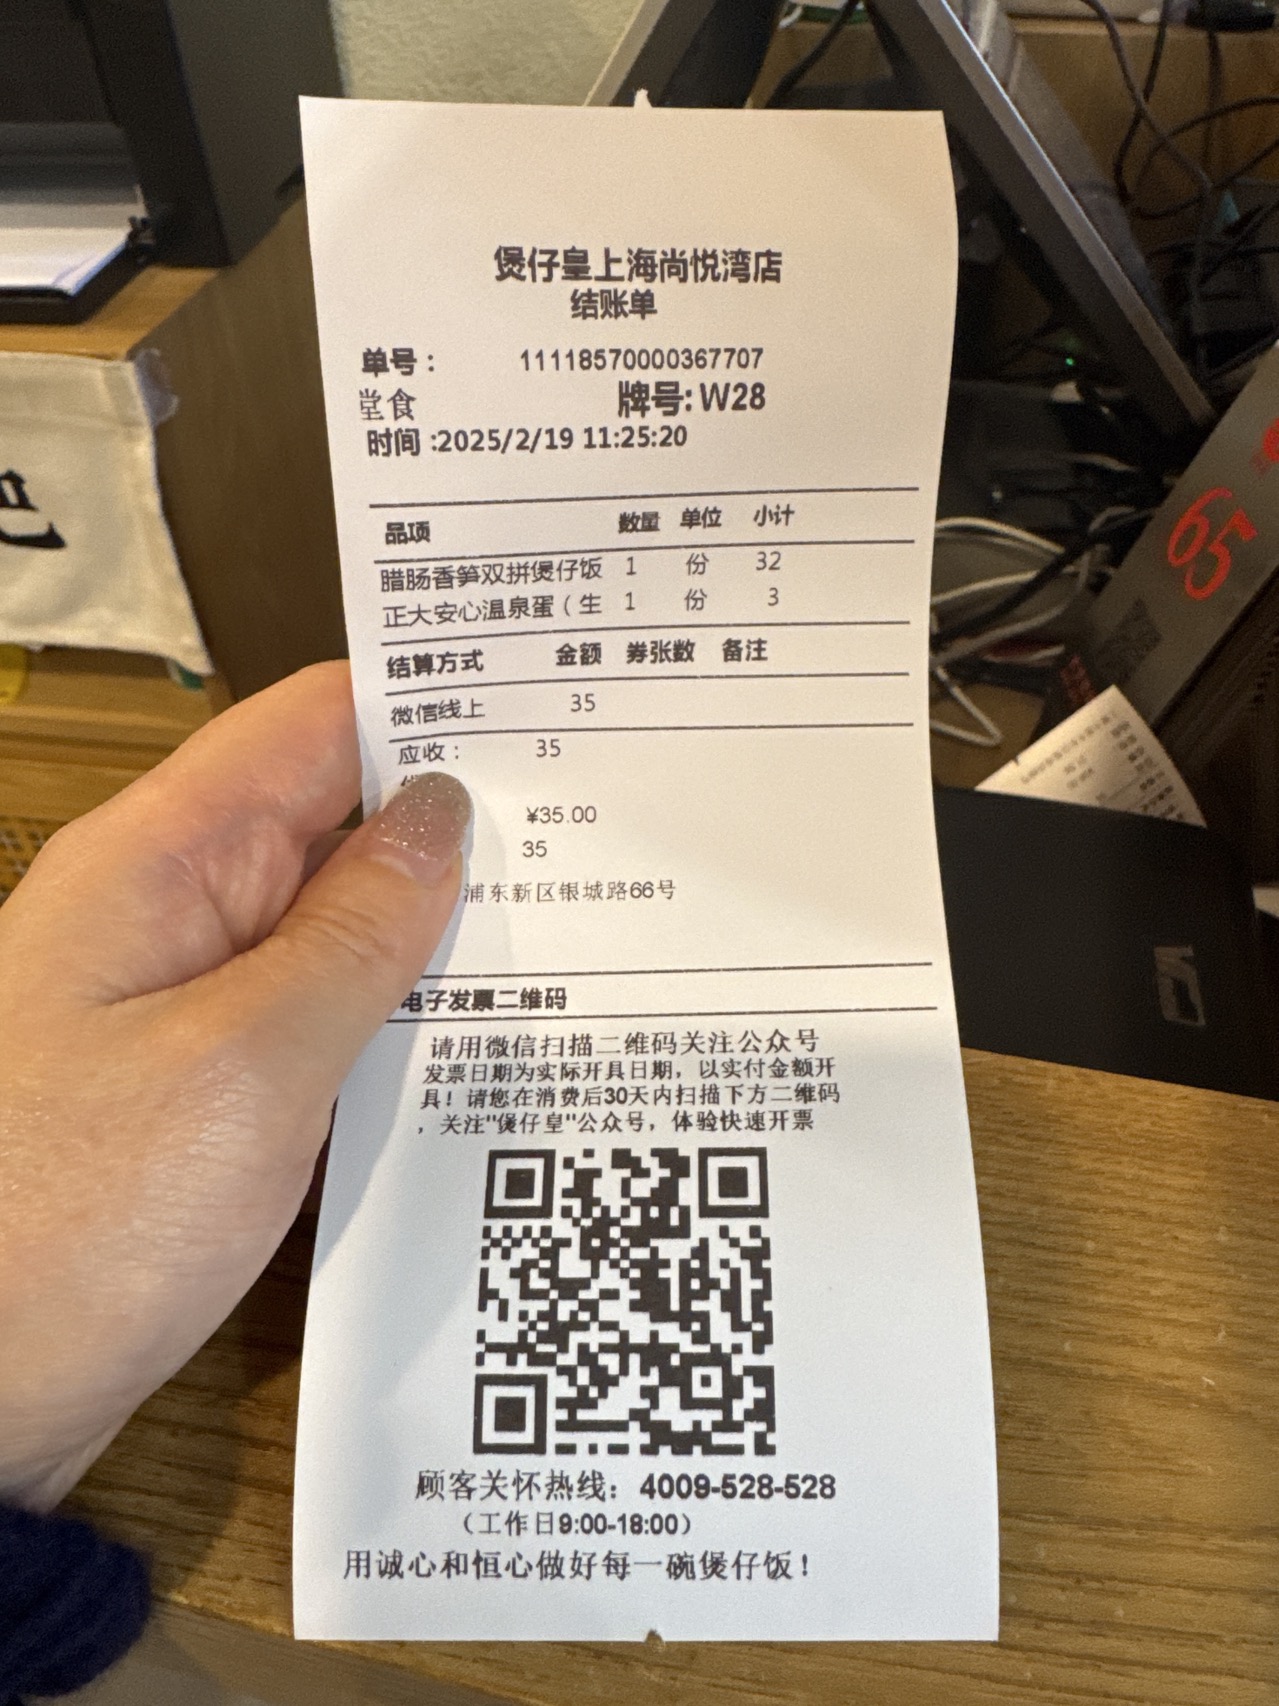 煲仔皇上海尚悦湾店
结账单
单号： 11118570000367707
堂食 牌号: W28
时间 :2025/2/19 11:25:20
品项 数量 单位 小计
腊肠香笋双拼煲仔饭 1 份 32
正大安心温泉蛋（生 1 份 3
结算方式 金额 券张数 备注
微信线上 35
应收： 35
¥35.00
35
浦东新区银城路66号
电子发票二维码
请用微信扫描二维码关注公众号
发票日期为实际开具日期，以实付金额开
具！请您在消费后30天内扫描下方二维码
，关注"煲仔皇"公众号，体验快速开票
顾客关怀热线： 4009-528-528
（工作日9:00-18:00）
用诚心和恒心做好每一碗煲仔饭！
65